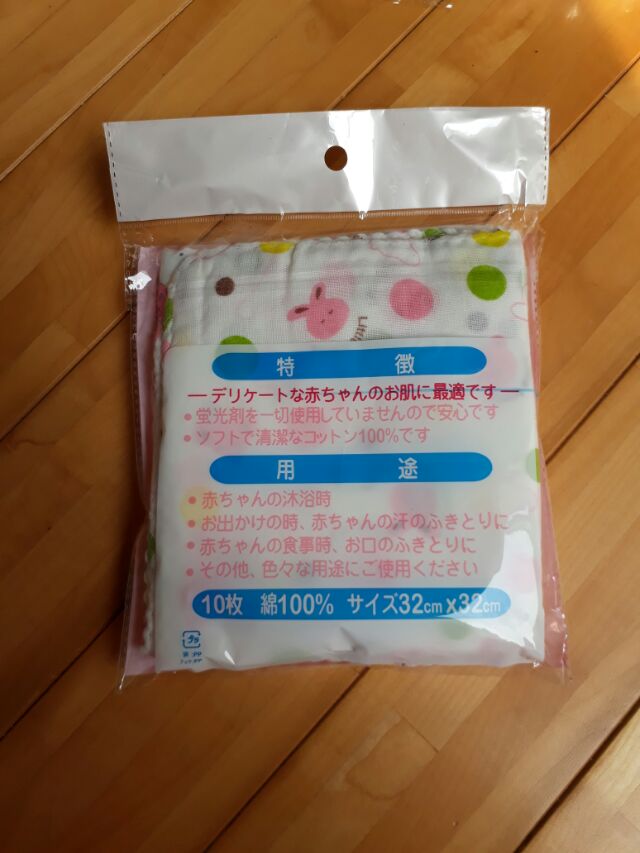 Little
特徴
デリケートな赤ちゃんのお肌に最適です
• 蛍光剤を一切使用していませんので安心です
• ソフトで清潔なコットン100%です
用途
• 赤ちゃんの沐浴時
• お出かけの時、赤ちゃんの汗のふきとりに
• 赤ちゃんの食事時、お口のふきとりに
• その他、色々な用途にご使用ください
10枚 綿100% サイズ32cm x32cm
プラ
袋:PP